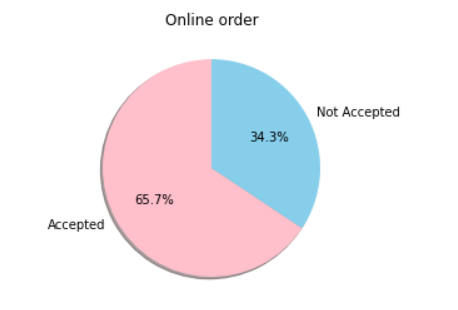 Online order
Not Accepted
34.3%
65.7%
Accepted